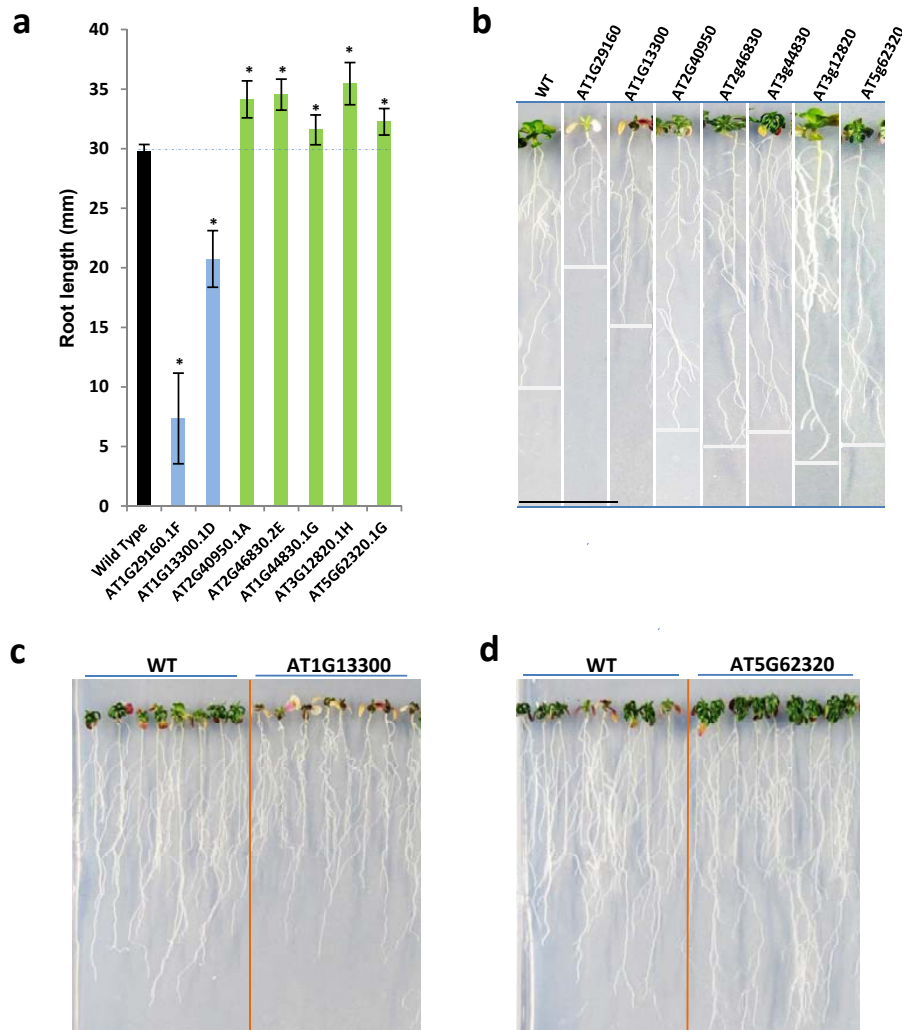 a
Root length (mm)
40
35
30
25
20
15
10
5
0
* * * * * * *
Wild Type
AT1G29160.1F
AT1G13300.1D
AT2G40950.1A
AT2G46830.2E
AT1G44830.1G
AT3G12820.1H
AT5G62320.1G
b
WT
AT1G29160
AT1G13300
AT2G40950
AT2g46830
AT3g44830
AT3g12820
AT5g62320
c
WT AT1G13300
d
WT AT5G62320